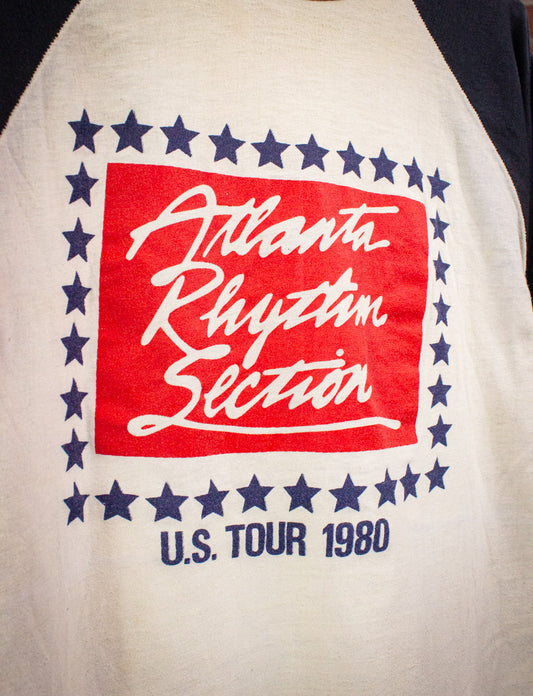 Atlanta
Rhythm
Section
U.S. TOUR 1980